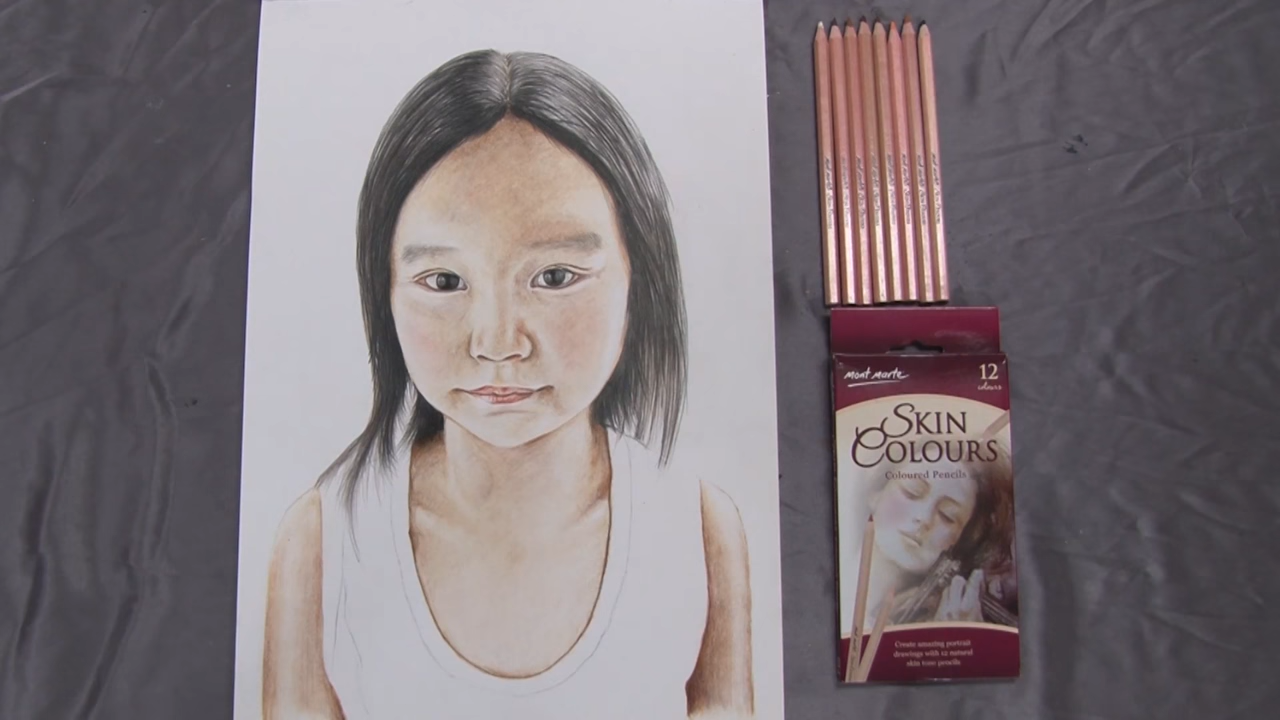 Mont Marte
12
colours
SKIN
COLOURS
Coloured Pencils
Create amazing portrait
drawings with 12 natural
skin tone pencils